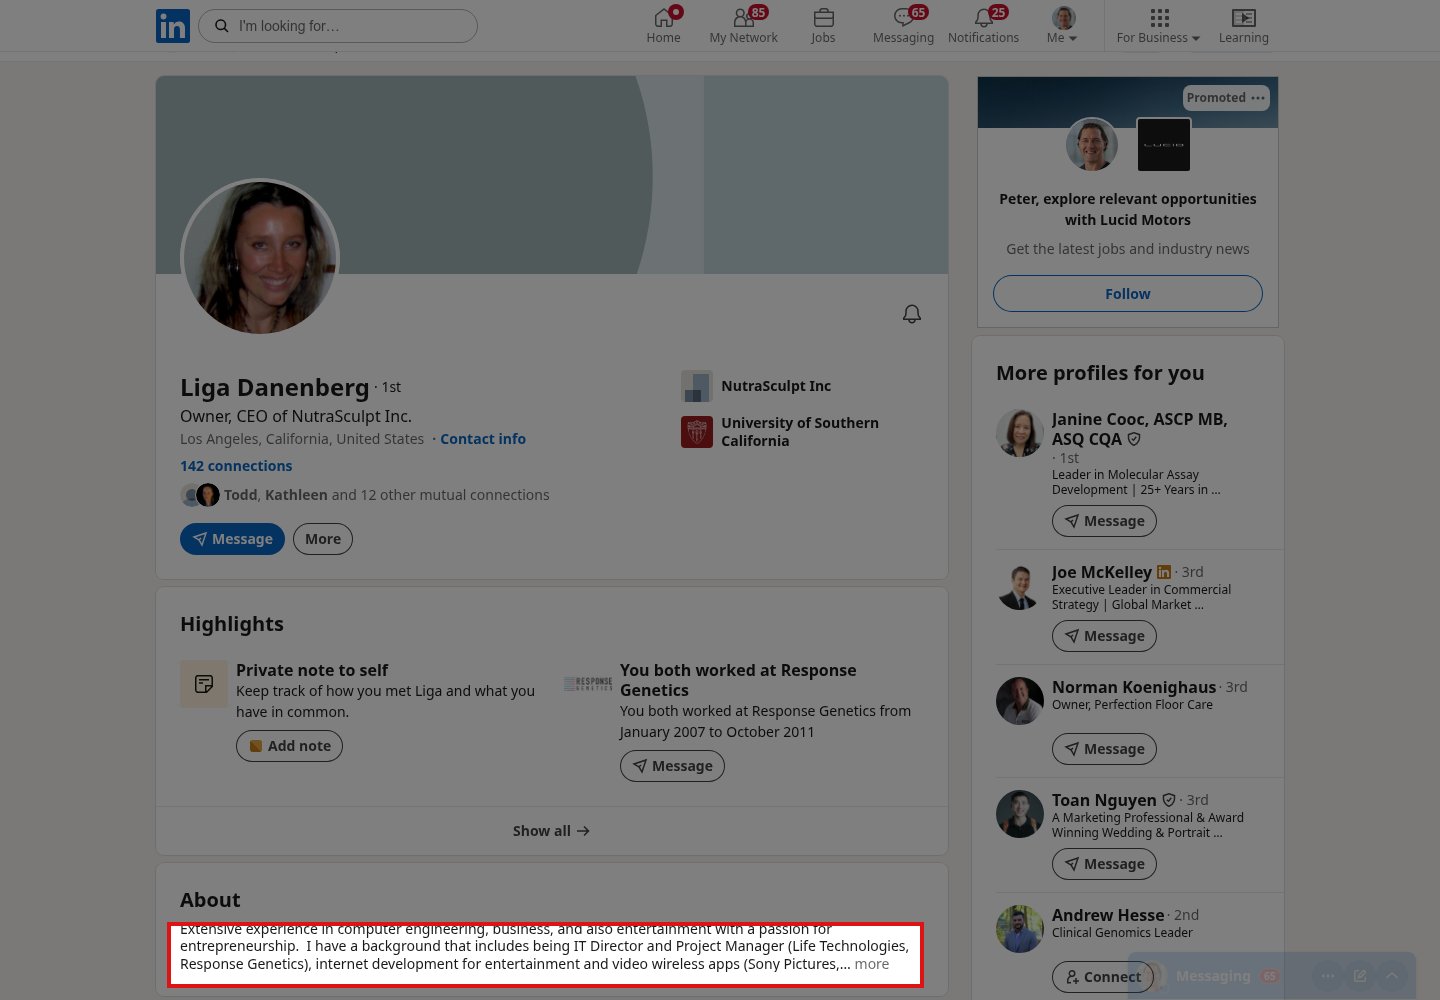 I'm looking for…
Home
85
My Network
Jobs
65
Messaging
25
Notifications
Me
For Business
Learning
Promoted
LUCID
Peter, explore relevant opportunities
with Lucid Motors
Get the latest jobs and industry news
Follow
Liga Danenberg · 1st
Owner, CEO of NutraSculpt Inc.
Los Angeles, California, United States · Contact info
142 connections
Todd, Kathleen and 12 other mutual connections
Message
More
NutraSculpt Inc
University of Southern
California
Highlights
Private note to self
Keep track of how you met Liga and what you
have in common.
Add note
RESPONSE
GENETICS
You both worked at Response
Genetics
You both worked at Response Genetics from
January 2007 to October 2011
Message
Show all →
About
Extensive experience in computer engineering, business, and also entertainment with a passion for
entrepreneurship.  I have a background that includes being IT Director and Project Manager (Life Technologies,
Response Genetics), internet development for entertainment and video wireless apps (Sony Pictures,... more
More profiles for you
Janine Cooc, ASCP MB,
ASQ CQA
· 1st
Leader in Molecular Assay
Development | 25+ Years in ...
Message
Joe McKelley in · 3rd
Executive Leader in Commercial
Strategy | Global Market ...
Message
Norman Koenighaus · 3rd
Owner, Perfection Floor Care
Message
Toan Nguyen · 3rd
A Marketing Professional & Award
Winning Wedding & Portrait ...
Message
Andrew Hesse · 2nd
Clinical Genomics Leader
Connect
Messaging 65